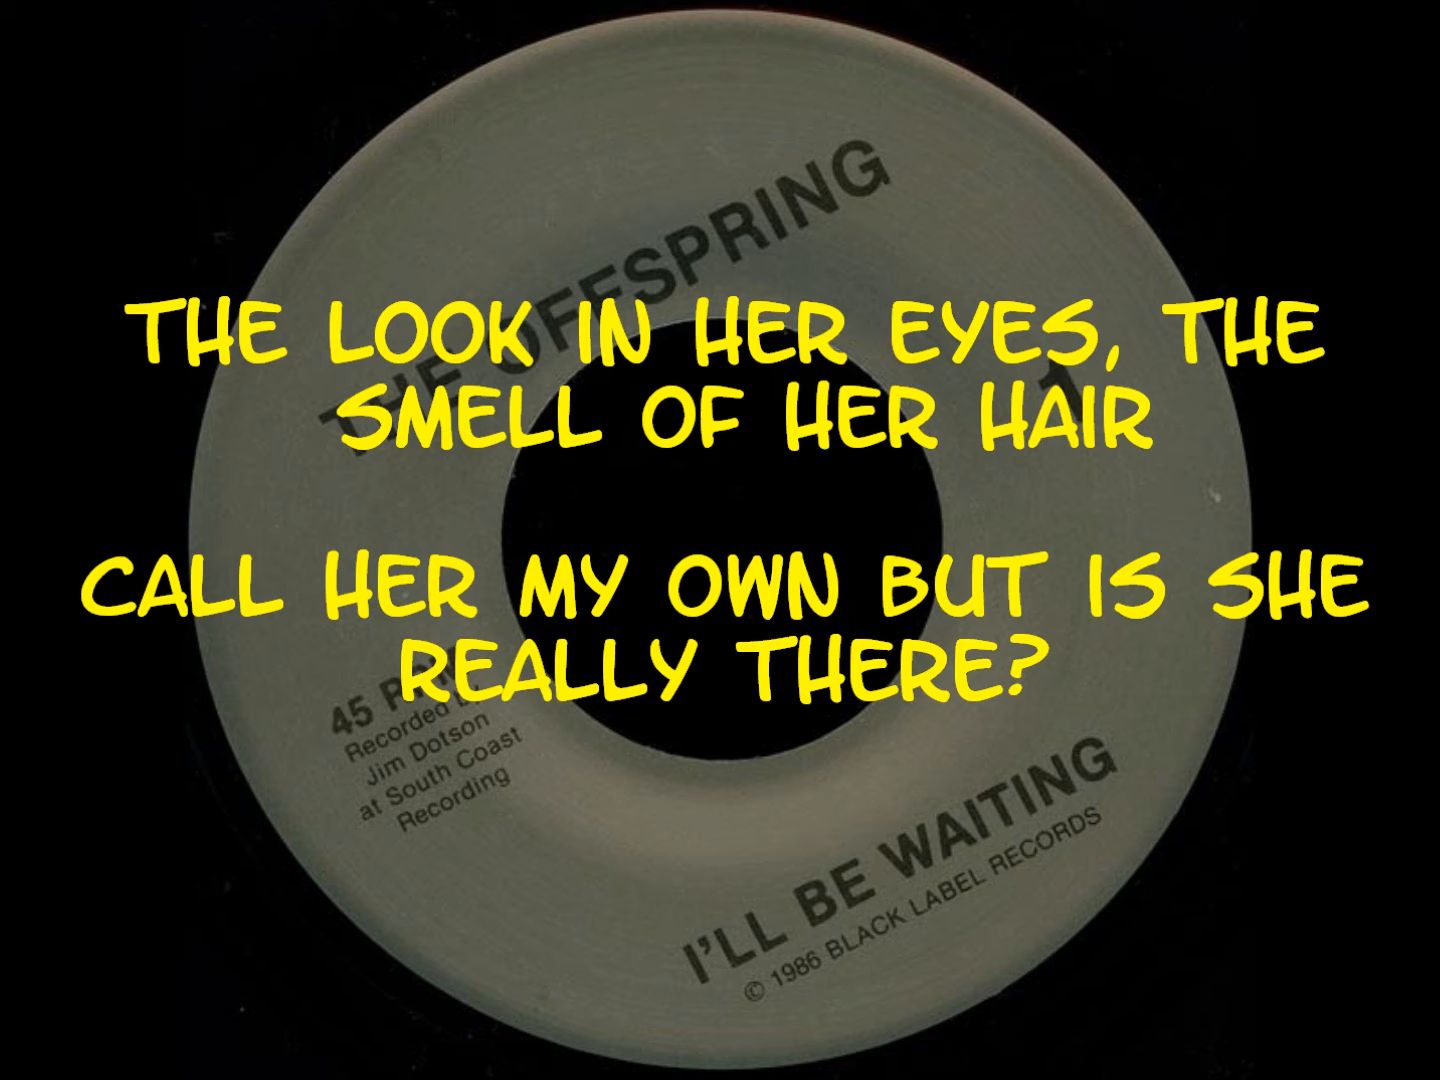 THE OFFSPRING
1
THE LOOK IN HER EYES, THE
SMELL OF HER HAIR
CALL HER MY OWN BUT IS SHE
REALLY THERE?
45
Recorded
Jim Dotson
at South Coast
Recording
I'LL BE WAITING
© 1986 BLACK LABEL RECORDS